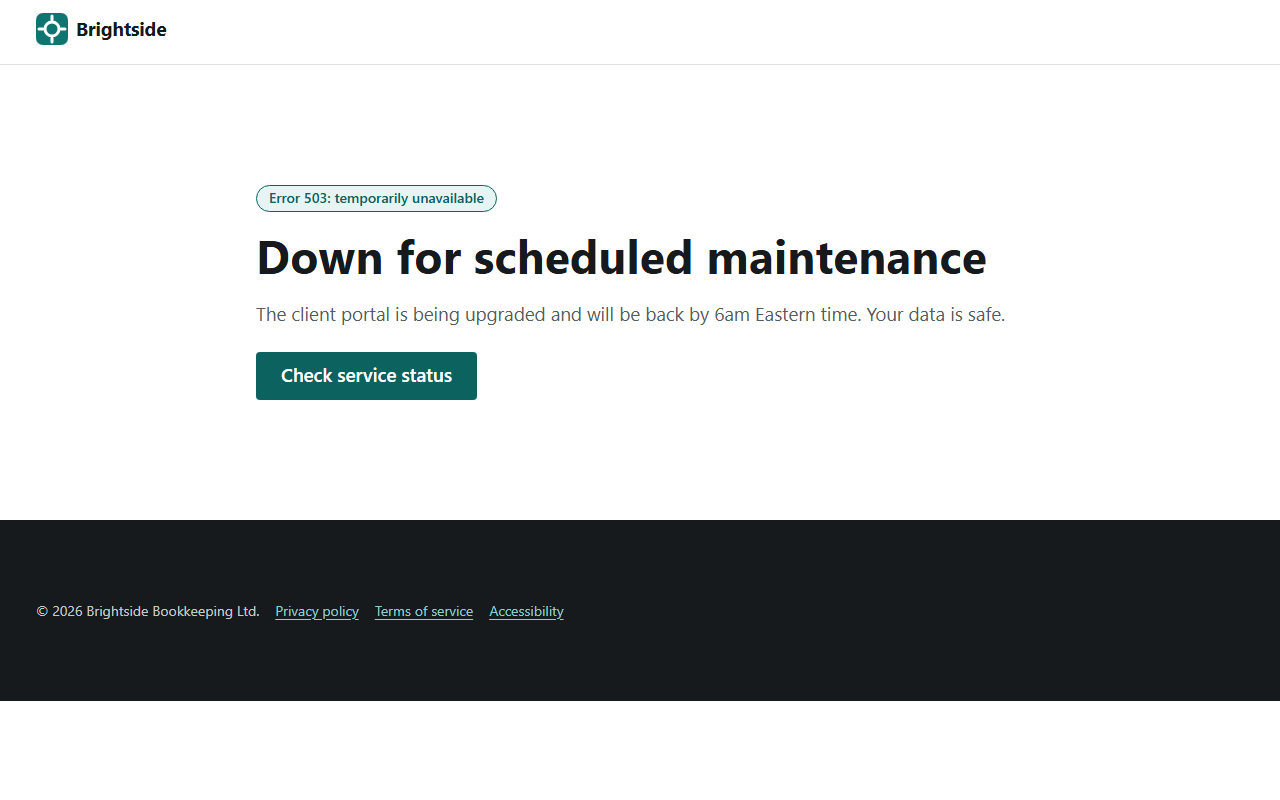 Brightside
Error 503: temporarily unavailable
Down for scheduled maintenance
The client portal is being upgraded and will be back by 6am Eastern time. Your data is safe.
Check service status
© 2026 Brightside Bookkeeping Ltd. Privacy policy Terms of service Accessibility